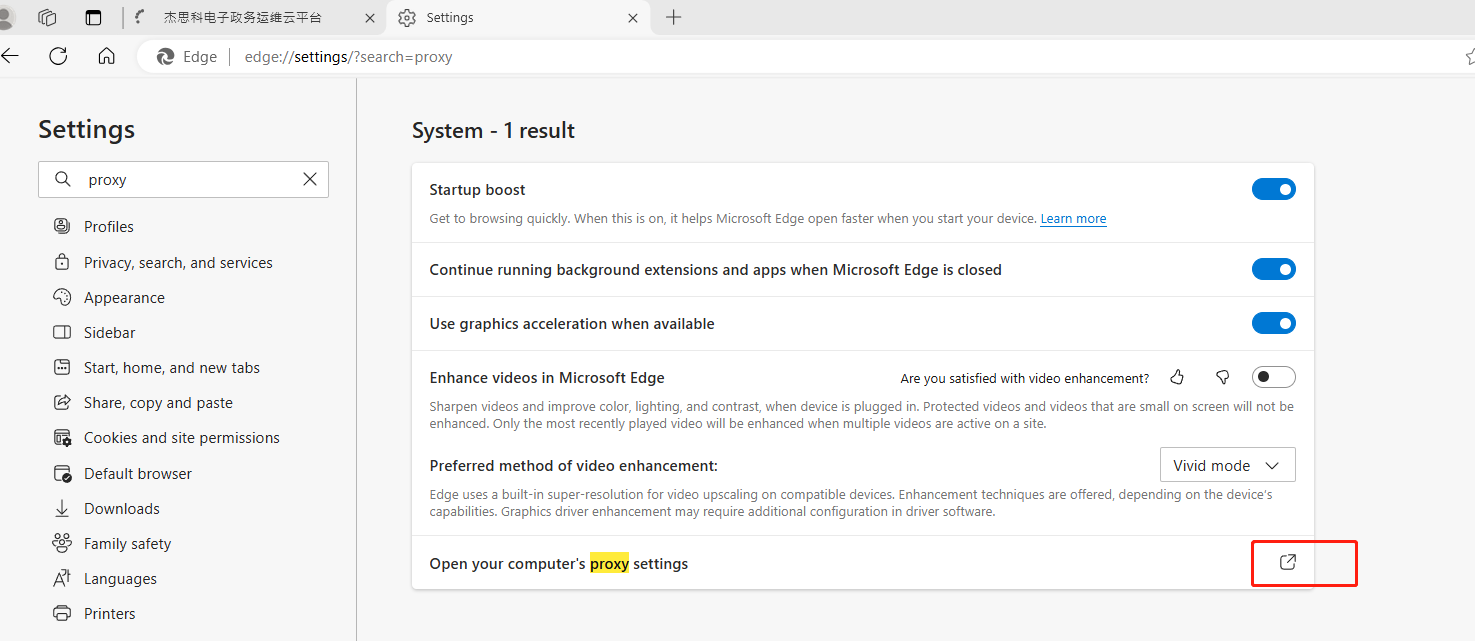 杰思科电子政务运维云平台
Settings
Edge
edge://settings/?search=proxy
Settings
proxy
Profiles
Privacy, search, and services
Appearance
Sidebar
Start, home, and new tabs
Share, copy and paste
Cookies and site permissions
Default browser
Downloads
Family safety
Languages
Printers
System - 1 result
Startup boost
Get to browsing quickly. When this is on, it helps Microsoft Edge open faster when you start your device. Learn more
Continue running background extensions and apps when Microsoft Edge is closed
Use graphics acceleration when available
Enhance videos in Microsoft Edge
Are you satisfied with video enhancement?
Sharpen videos and improve color, lighting, and contrast, when device is plugged in. Protected videos and videos that are small on screen will not be
enhanced. Only the most recently played video will be enhanced when multiple videos are active on a site.
Preferred method of video enhancement:
Vivid mode
Edge uses a built-in super-resolution for video upscaling on compatible devices. Enhancement techniques are offered, depending on the device's
capabilities. Graphics driver enhancement may require additional configuration in driver software.
Open your computer's proxy settings